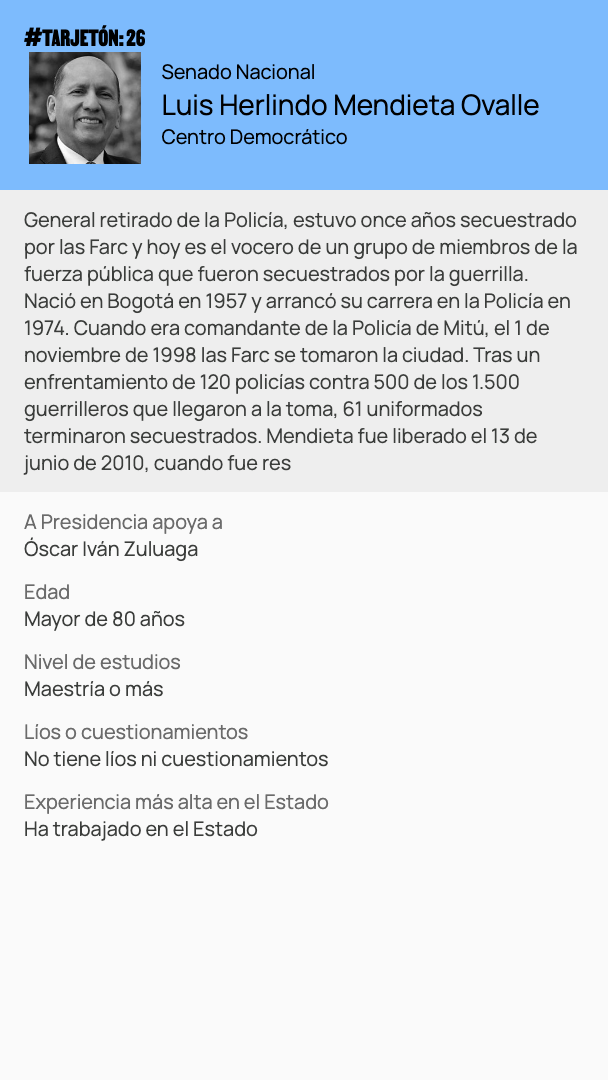 #TARJETÓN: 26
Senado Nacional
Luis Herlindo Mendieta Ovalle
Centro Democrático
General retirado de la Policía, estuvo once años secuestrado
por las Farc y hoy es el vocero de un grupo de miembros de la
fuerza pública que fueron secuestrados por la guerrilla.
Nació en Bogotá en 1957 y arrancó su carrera en la Policía en
1974. Cuando era comandante de la Policía de Mitú, el 1 de
noviembre de 1998 las Farc se tomaron la ciudad. Tras un
enfrentamiento de 120 policías contra 500 de los 1.500
guerrilleros que llegaron a la toma, 61 uniformados
terminaron secuestrados. Mendieta fue liberado el 13 de
junio de 2010, cuando fue res
A Presidencia apoya a
Óscar Iván Zuluaga
Edad
Mayor de 80 años
Nivel de estudios
Maestría o más
Líos o cuestionamientos
No tiene líos ni cuestionamientos
Experiencia más alta en el Estado
Ha trabajado en el Estado